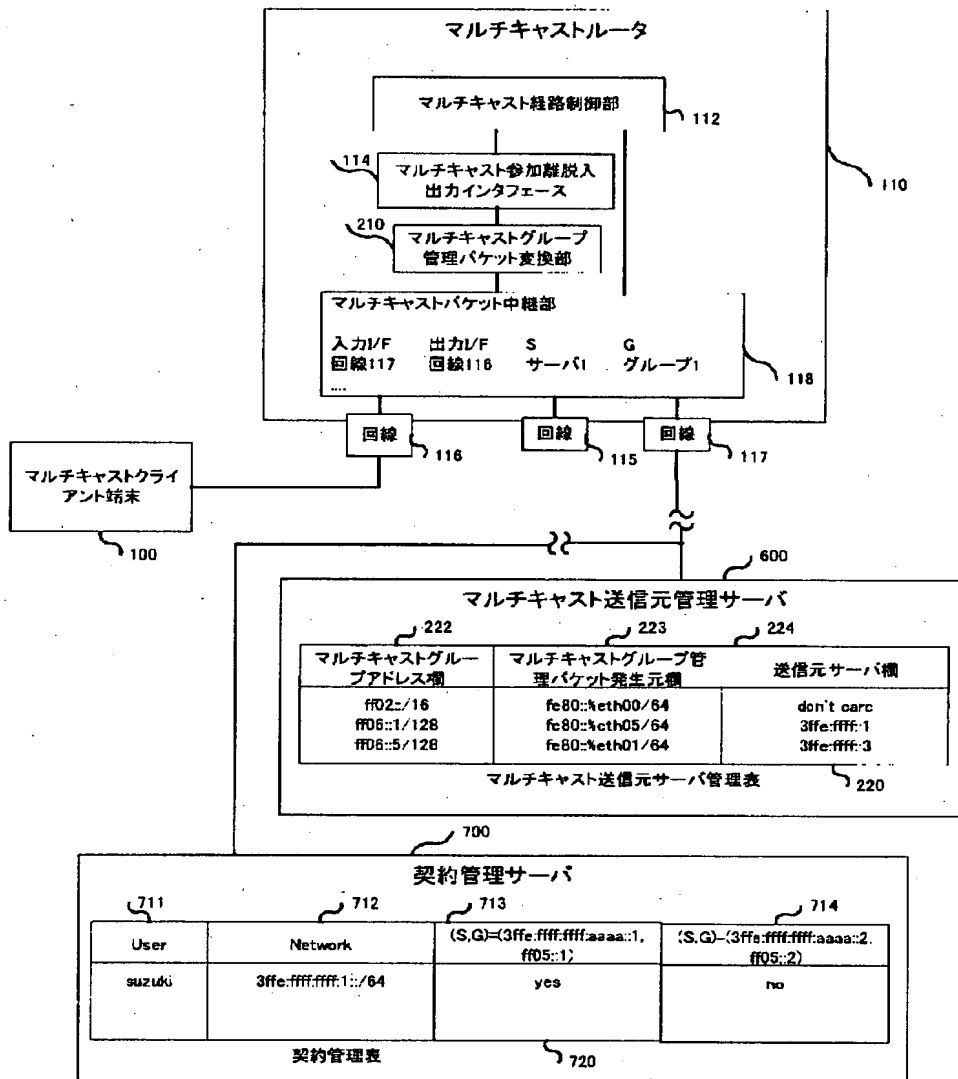 マルチキャストルータ
マルチキャスト経路制御部
112
114
マルチキャスト参加離脱入
出力インタフェース
110
210
マルチキャストグループ
管理パケット変換部
マルチキャストパケット中継部
入力I/F 出力I/F S G
回線117 回線116 サーバ1 グループ1
....
118
回線
116
回線
115
回線
117
マルチキャストクライ
アント端末
100
600
マルチキャスト送信元管理サーバ
222 223 224
マルチキャストグルー
プアドレス欄
マルチキャストグループ管
理パケット発生元欄
送信元サーバ欄
ff02::/16 fe80::%eth00/64 don't care
ff06::1/128 fe80::%eth05/64 3ffe:ffff::1
ff06::5/128 fe80::%eth01/64 3ffe:ffff::3
マルチキャスト送信元サーバ管理表
220
700
契約管理サーバ
711 712 713 714
User Network
(S,G)=(3ffe:ffff:ffff:aaaa::1,
ff05::1)
(S,G)=(3ffe:ffff:ffff:aaaa::2,
ff05::2)
suzuki 3ffe:ffff:ffff:1::/64 yes no
契約管理表
720